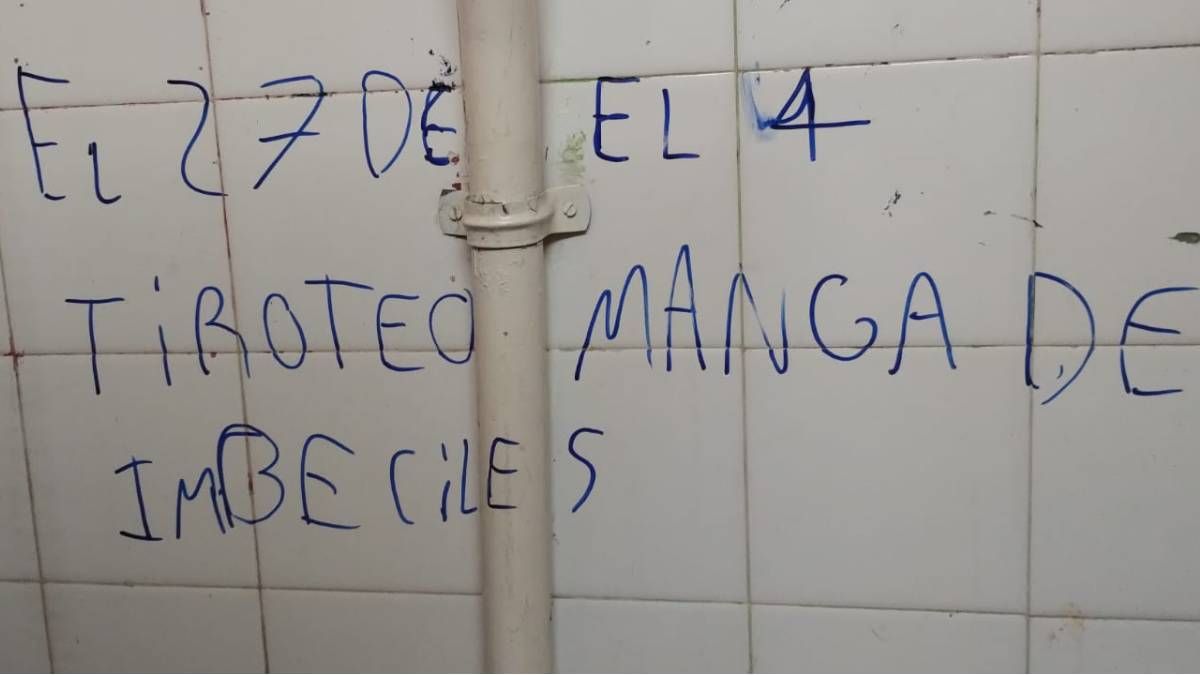 EL 27 DE EL 4
TiROTEO MANGA DE
IMBECiLES